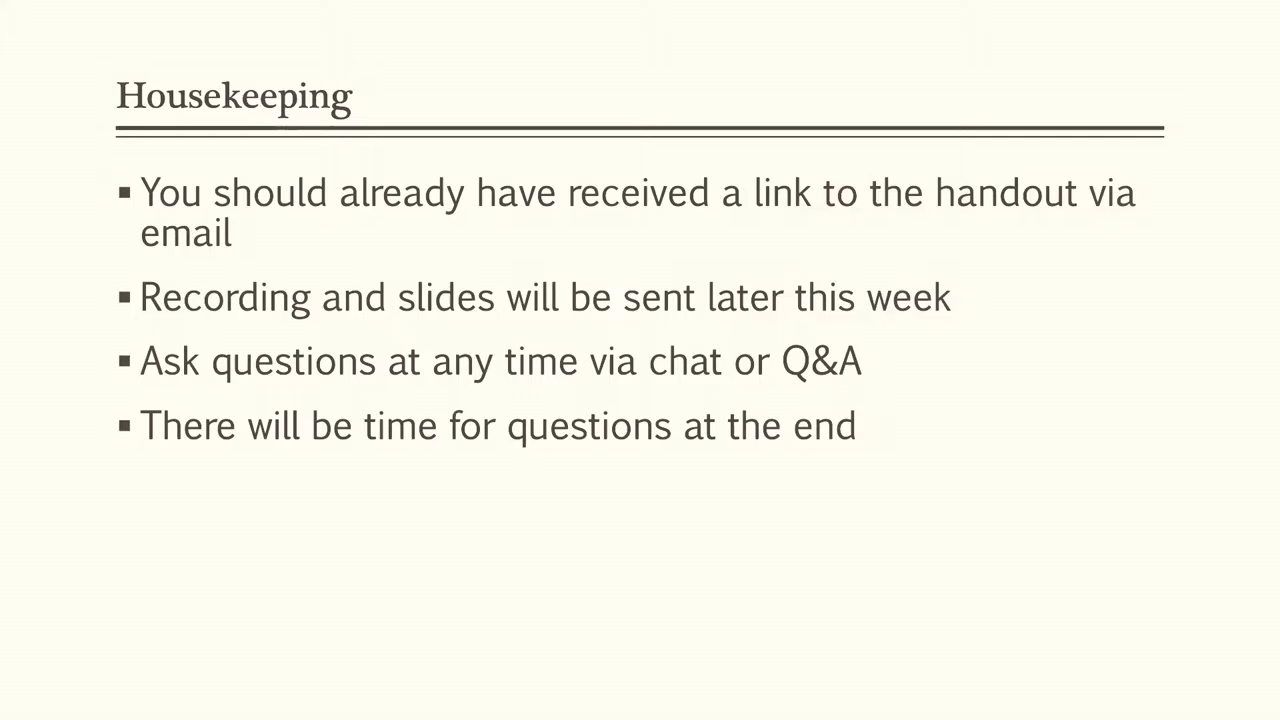 Housekeeping
▪ You should already have received a link to the handout via
email
▪ Recording and slides will be sent later this week
▪ Ask questions at any time via chat or Q&A
▪ There will be time for questions at the end